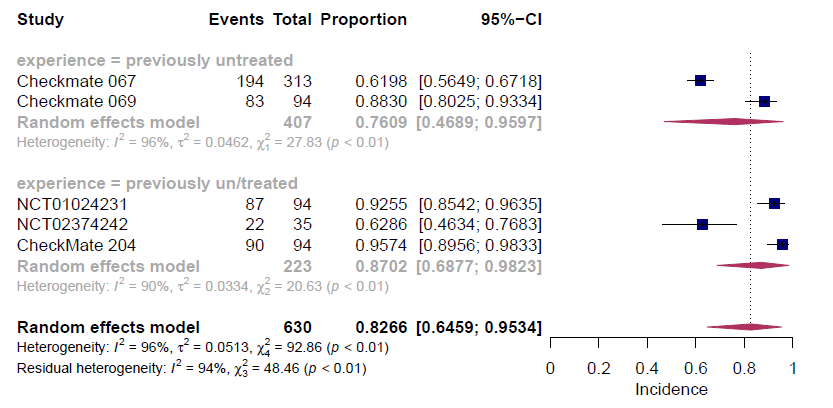 Study Events Total Proportion 95%−CI
experience = previously untreated
Checkmate 067 194 313 0.6198 [0.5649; 0.6718]
Checkmate 069 83 94 0.8830 [0.8025; 0.9334]
Random effects model 407 0.7609 [0.4689; 0.9597]
Heterogeneity: I² = 96%, τ² = 0.0462, χ²₁ = 27.83 (p < 0.01)
experience = previously un/treated
NCT01024231 87 94 0.9255 [0.8542; 0.9635]
NCT02374242 22 35 0.6286 [0.4634; 0.7683]
CheckMate 204 90 94 0.9574 [0.8956; 0.9833]
Random effects model 223 0.8702 [0.6877; 0.9823]
Heterogeneity: I² = 90%, τ² = 0.0334, χ²₂ = 20.63 (p < 0.01)
Random effects model 630 0.8266 [0.6459; 0.9534]
Heterogeneity: I² = 96%, τ² = 0.0513, χ²₄ = 92.86 (p < 0.01)
Residual heterogeneity: I² = 94%, χ²₃ = 48.46 (p < 0.01)
0 0.2 0.4 0.6 0.8 1
Incidence